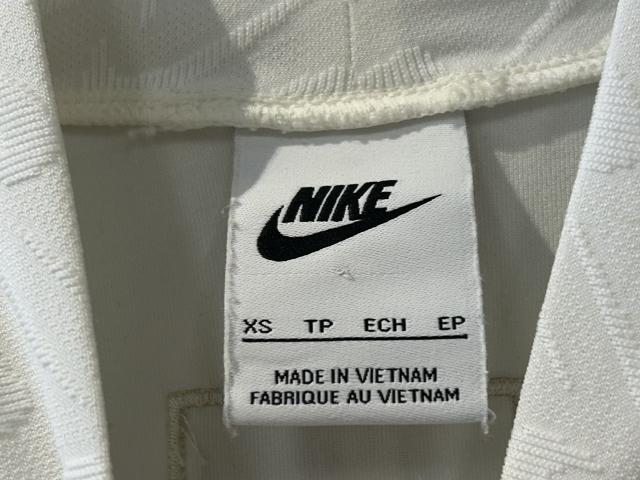 NIKE
XS TP ECH EP
MADE IN VIETNAM
FABRIQUE AU VIETNAM